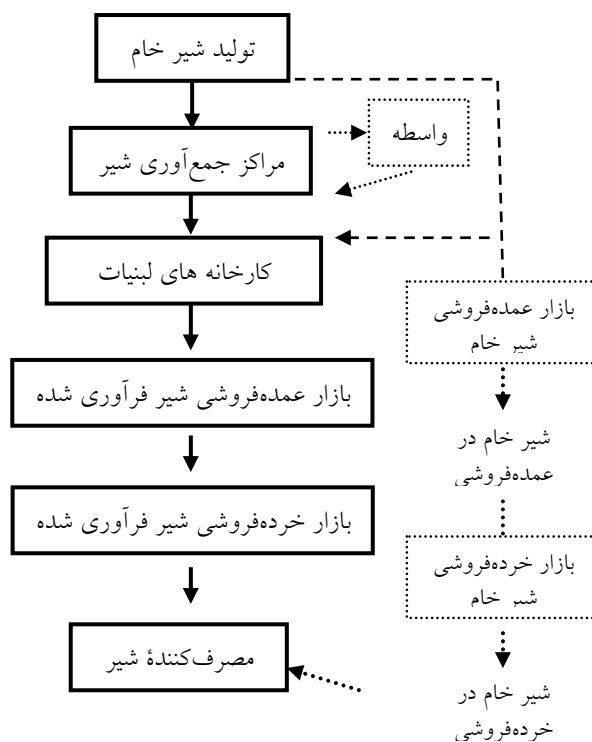 تولید شیر خام
واسطه
مراکز جمع‌آوری شیر
کارخانه های لبنیات
بازار عمده‌فروشی
شیر خام
بازار عمده‌فروشی شیر فرآوری شده
شیر خام در
عمده‌فروشی
بازار خرده‌فروشی شیر فرآوری شده
بازار خرده‌فروشی
شیر خام
مصرف‌کنندۀ شیر
شیر خام در
خرده‌فروشی